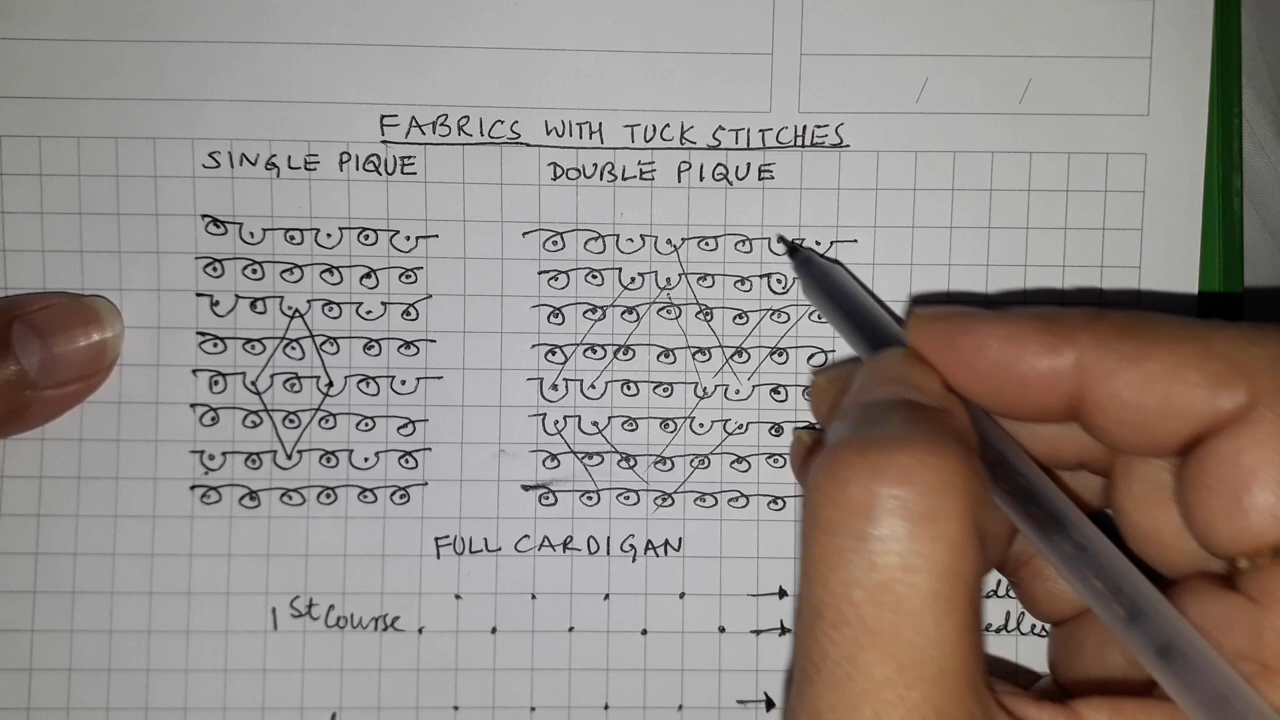 FABRICS WITH TUCK STITCHES
SINGLE PIQUE
DOUBLE PIQUE
FULL CARDIGAN
1st Course